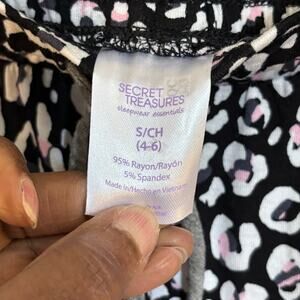 SECRET
TREASURES
sleepwear essentials
S/CH
(4-6)
95% Rayon/Rayón
5% Spandex
Made in/Hecho en Vietnam